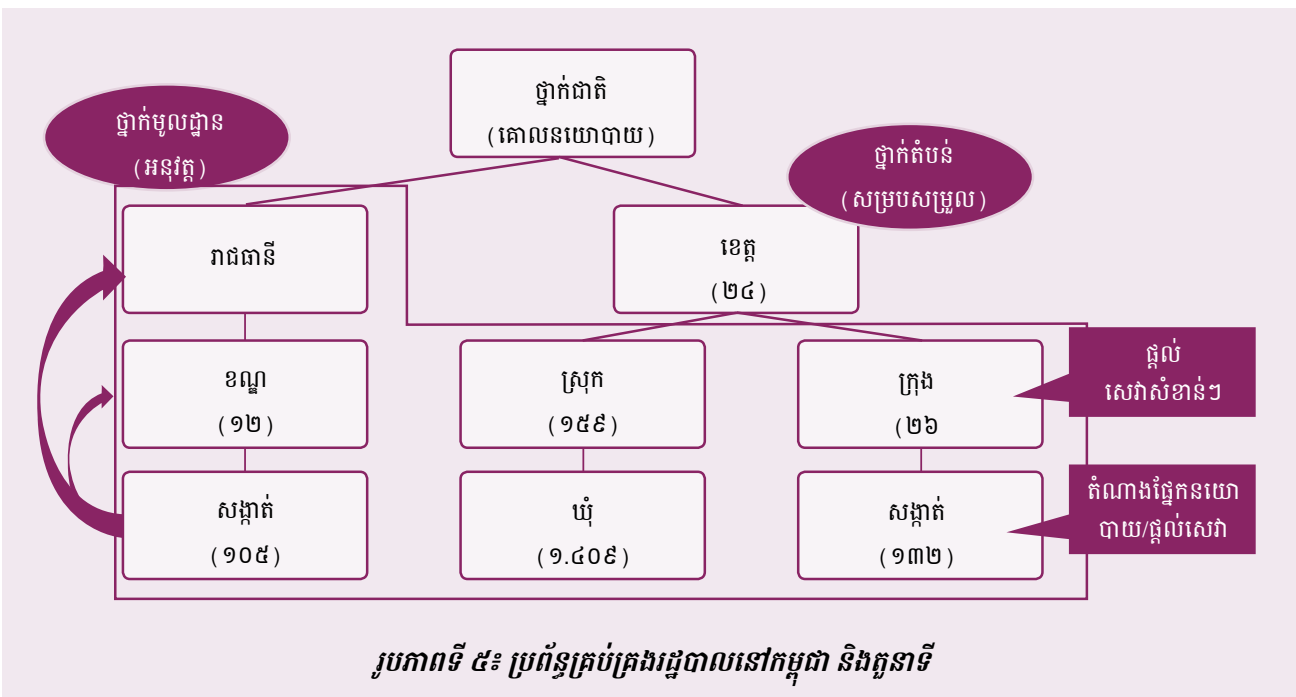 ថ្នាក់ជាតិ
(គោលនយោបាយ)
ថ្នាក់មូលដ្ឋាន
(អនុវត្ត)
ថ្នាក់តំបន់
(សម្របសម្រួល)
រាជធានី
ខេត្ត
(២៤)
ខណ្ឌ
(១២)
ស្រុក
(១៥៩)
ក្រុង
(២៦
ផ្តល់
សេវាសំខាន់ៗ
សង្កាត់
(១០៥)
ឃុំ
(១.៤០៩)
សង្កាត់
(១៣២)
តំណាងផ្នែកនយោ
បាយ/ផ្តល់សេវា
រូបភាពទី ៥៖ ប្រព័ន្ធគ្រប់គ្រងរដ្ឋបាលនៅកម្ពុជា និងតួនាទី